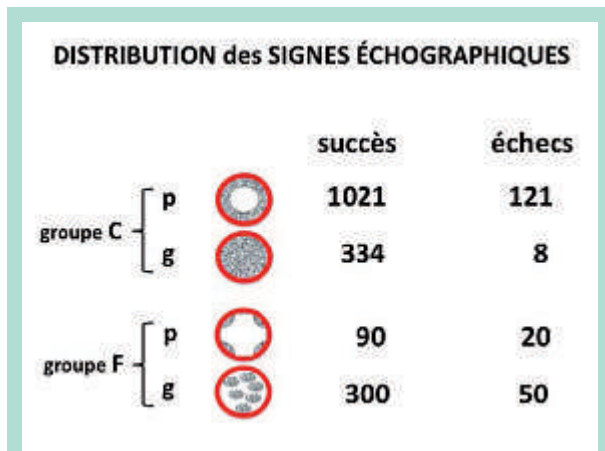 DISTRIBUTION des SIGNES ÉCHOGRAPHIQUES
succès échecs
groupe C
p 1021 121
g 334 8
groupe F
p 90 20
g 300 50